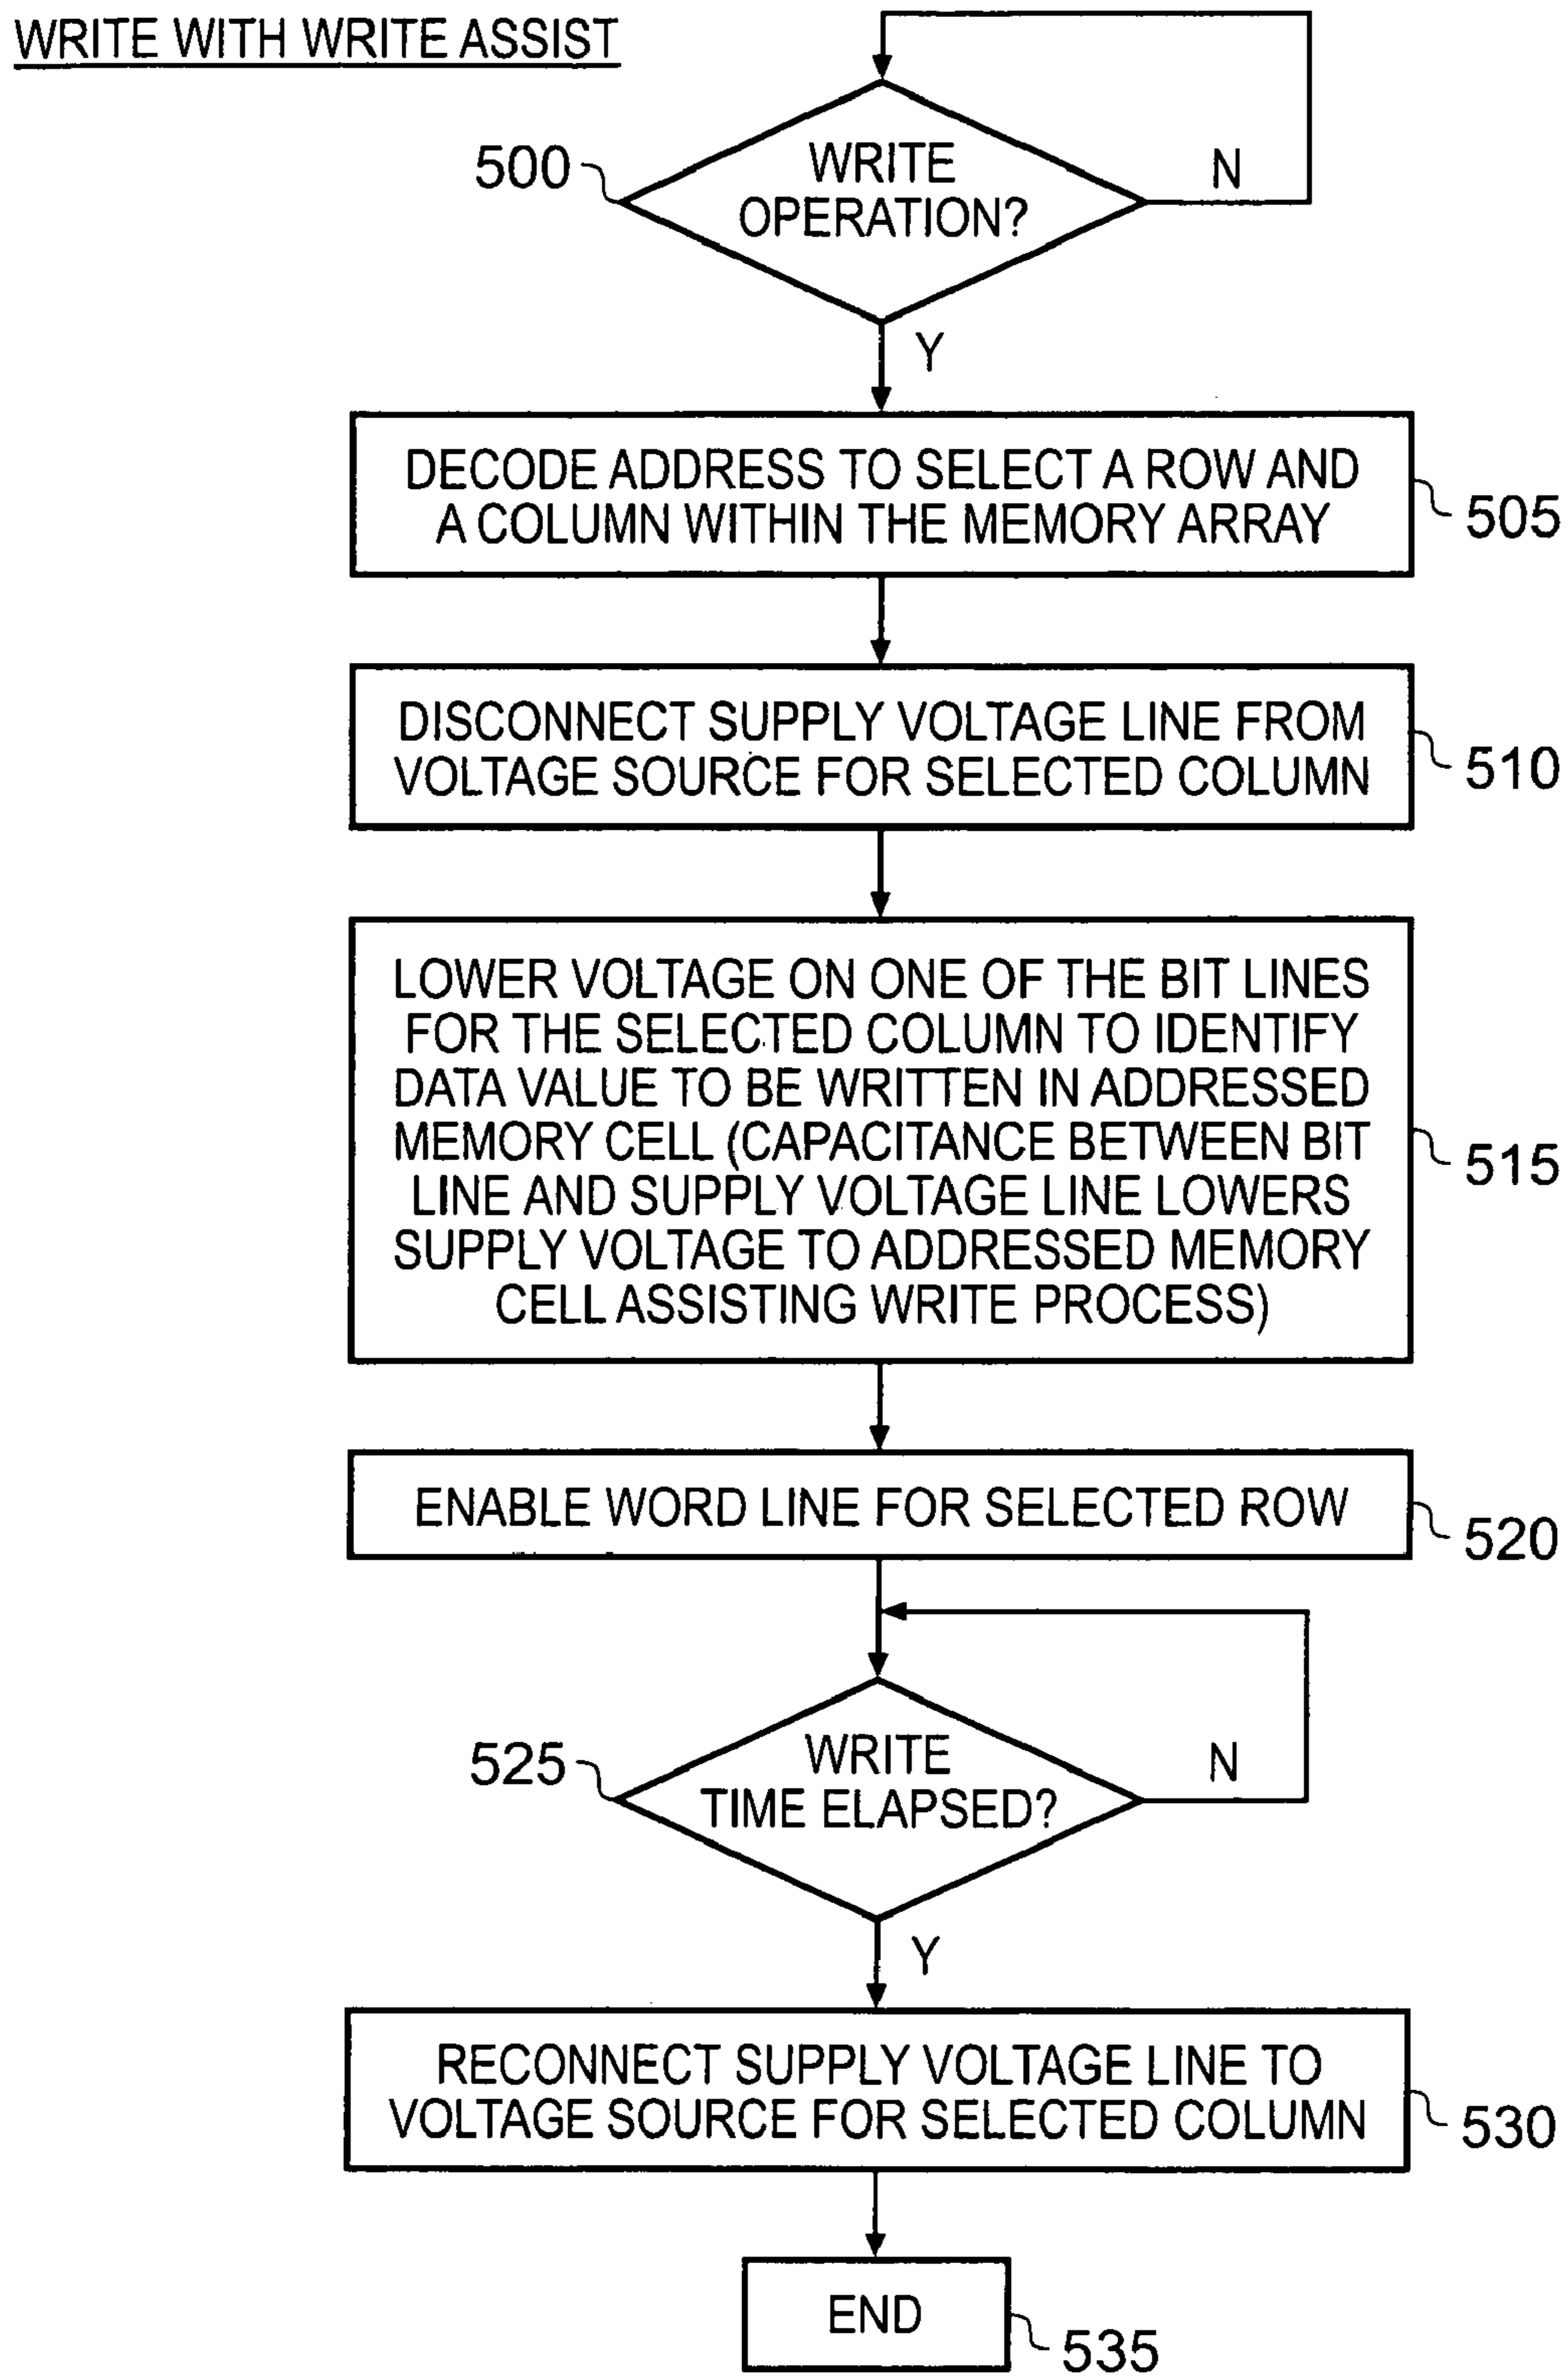 WRITE WITH WRITE ASSIST
500
WRITE
OPERATION?
N
Y
DECODE ADDRESS TO SELECT A ROW AND
A COLUMN WITHIN THE MEMORY ARRAY
505
DISCONNECT SUPPLY VOLTAGE LINE FROM
VOLTAGE SOURCE FOR SELECTED COLUMN
510
LOWER VOLTAGE ON ONE OF THE BIT LINES
FOR THE SELECTED COLUMN TO IDENTIFY
DATA VALUE TO BE WRITTEN IN ADDRESSED
MEMORY CELL (CAPACITANCE BETWEEN BIT
LINE AND SUPPLY VOLTAGE LINE LOWERS
SUPPLY VOLTAGE TO ADDRESSED MEMORY
CELL ASSISTING WRITE PROCESS)
515
ENABLE WORD LINE FOR SELECTED ROW
520
525
WRITE
TIME ELAPSED?
N
Y
RECONNECT SUPPLY VOLTAGE LINE TO
VOLTAGE SOURCE FOR SELECTED COLUMN
530
END
535